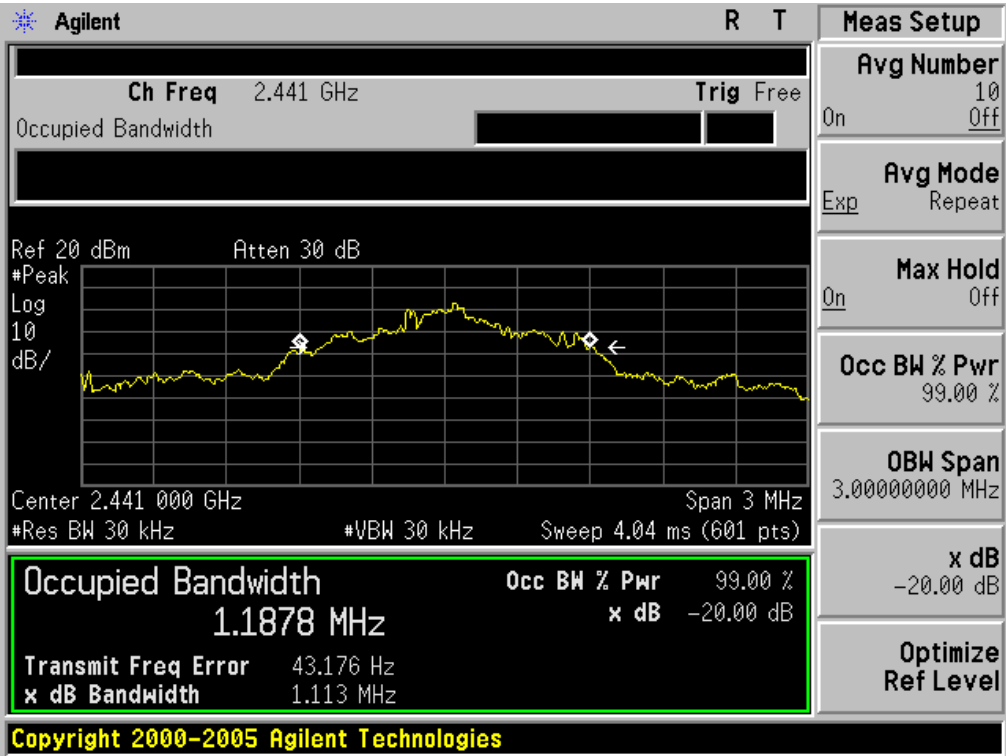 Agilent R T
Ch Freq 2.441 GHz Trig Free
Occupied Bandwidth
Ref 20 dBm Atten 30 dB
#Peak
Log
10
dB/
Center 2.441 000 GHz Span 3 MHz
#Res BW 30 kHz #VBW 30 kHz Sweep 4.04 ms (601 pts)
Occupied Bandwidth Occ BW % Pwr 99.00 %
1.1878 MHz x dB -20.00 dB
Transmit Freq Error 43.176 Hz
x dB Bandwidth 1.113 MHz
Copyright 2000-2005 Agilent Technologies
Meas Setup
Avg Number
10
On Off
Avg Mode
Exp Repeat
Max Hold
On Off
Occ BW % Pwr
99.00 %
OBW Span
3.00000000 MHz
x dB
-20.00 dB
Optimize
Ref Level